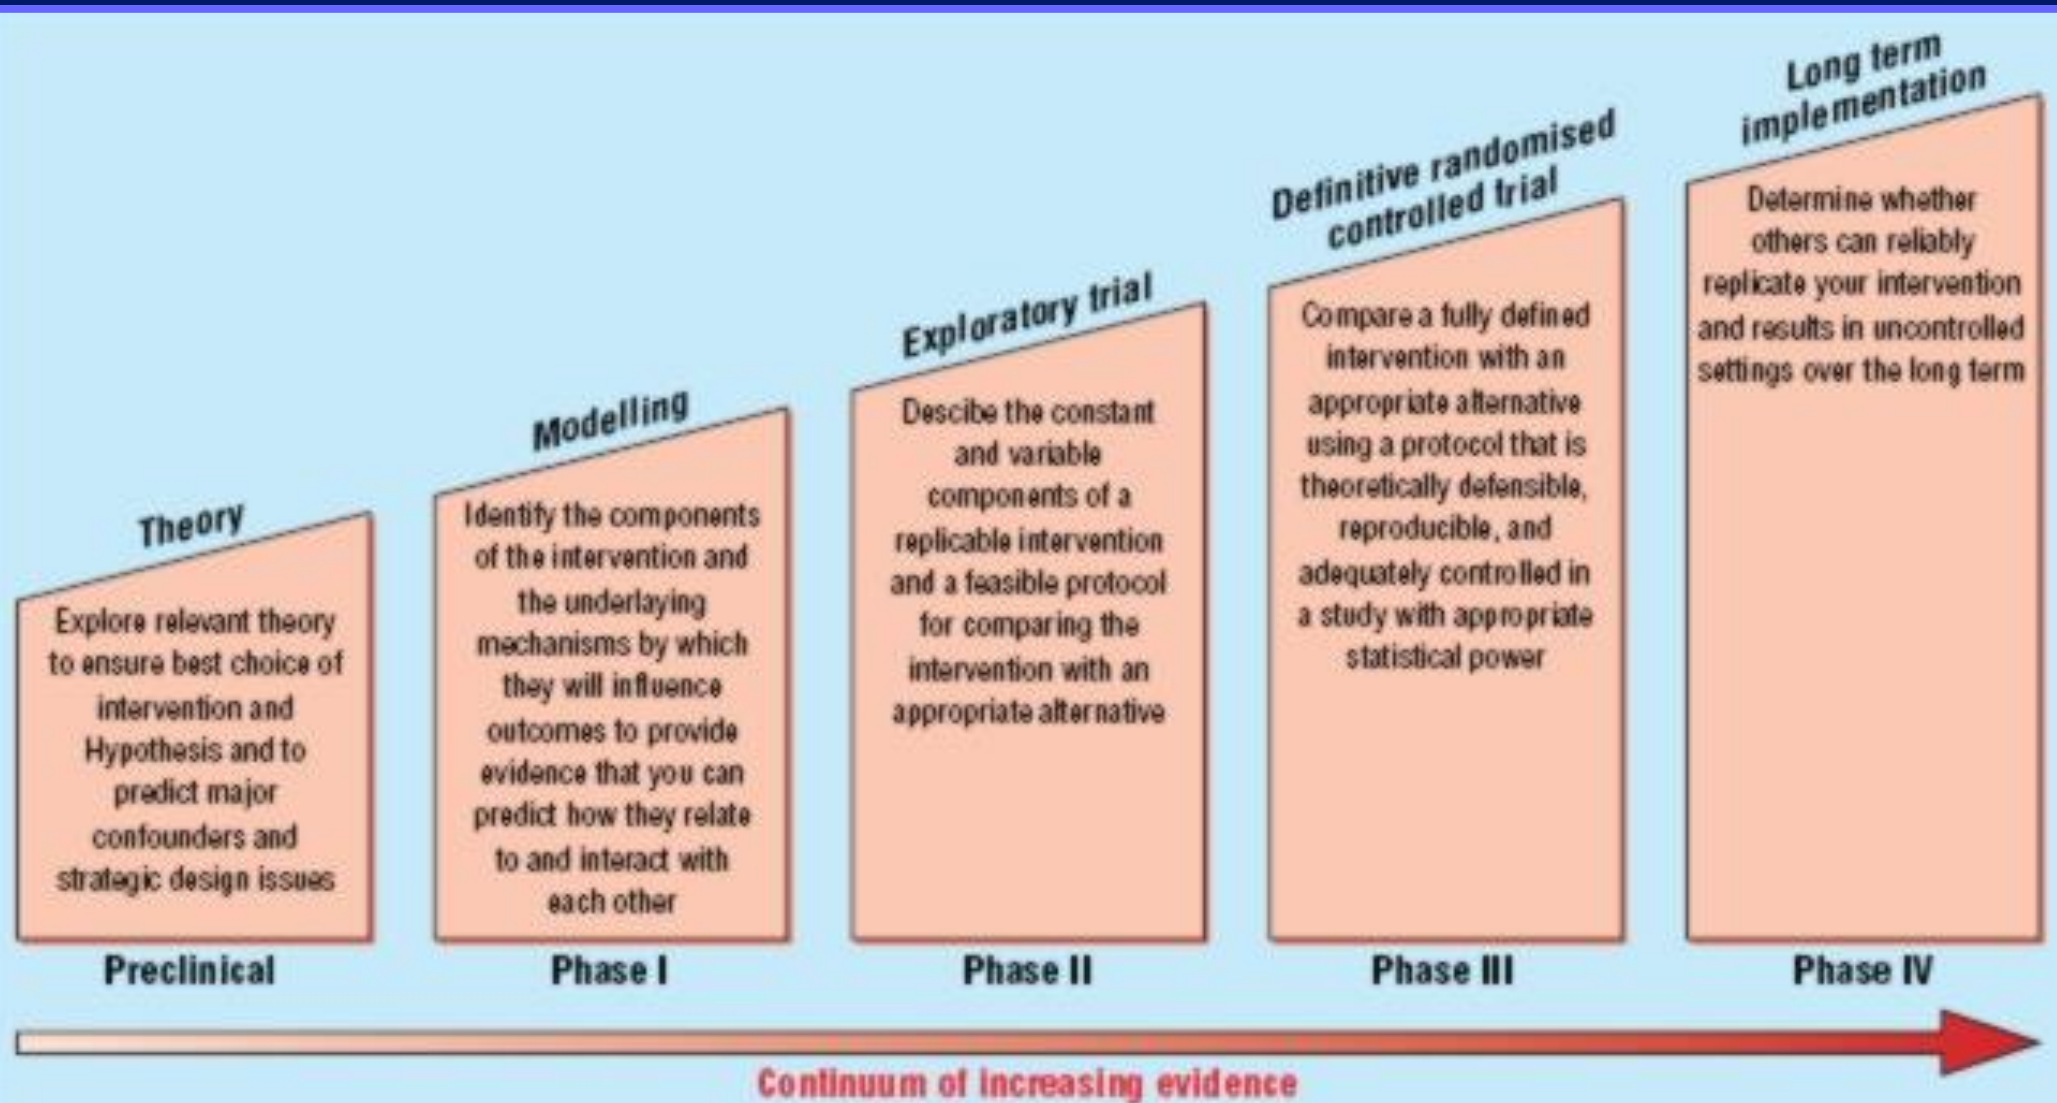 Theory
Explore relevant theory
to ensure best choice of
intervention and
Hypothesis and to
predict major
confounders and
strategic design issues
Preclinical
Modelling
Identify the components
of the intervention and
the underlaying
mechanisms by which
they will influence
outcomes to provide
evidence that you can
predict how they relate
to and interact with
each other
Phase I
Exploratory trial
Descibe the constant
and variable
components of a
replicable intervention
and a feasible protocol
for comparing the
intervention with an
appropriate alternative
Phase II
Definitive randomised
controlled trial
Compare a fully defined
intervention with an
appropriate alternative
using a protocol that is
theoretically defensible,
reproducible, and
adequately controlled in
a study with appropriate
statistical power
Phase III
Long term
implementation
Determine whether
others can reliably
replicate your intervention
and results in uncontrolled
settings over the long term
Phase IV
Continuum of increasing evidence